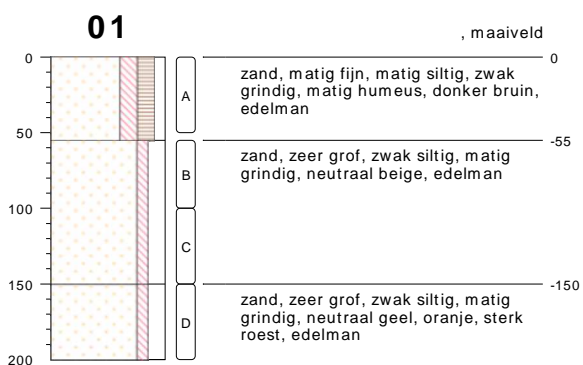 01
, maaiveld
0
0
zand, matig fijn, matig siltig, zwak
grindig, matig humeus, donker bruin,
edelman
A
50
-55
zand, zeer grof, zwak siltig, matig
grindig, neutraal beige, edelman
B
100
C
150
-150
zand, zeer grof, zwak siltig, matig
grindig, neutraal geel, oranje, sterk
roest, edelman
D
200